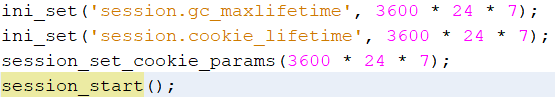 ini_set('session.gc_maxlifetime', 3600 * 24 * 7);
ini_set('session.cookie_lifetime', 3600 * 24 * 7);
session_set_cookie_params(3600 * 24 * 7);
session_start();